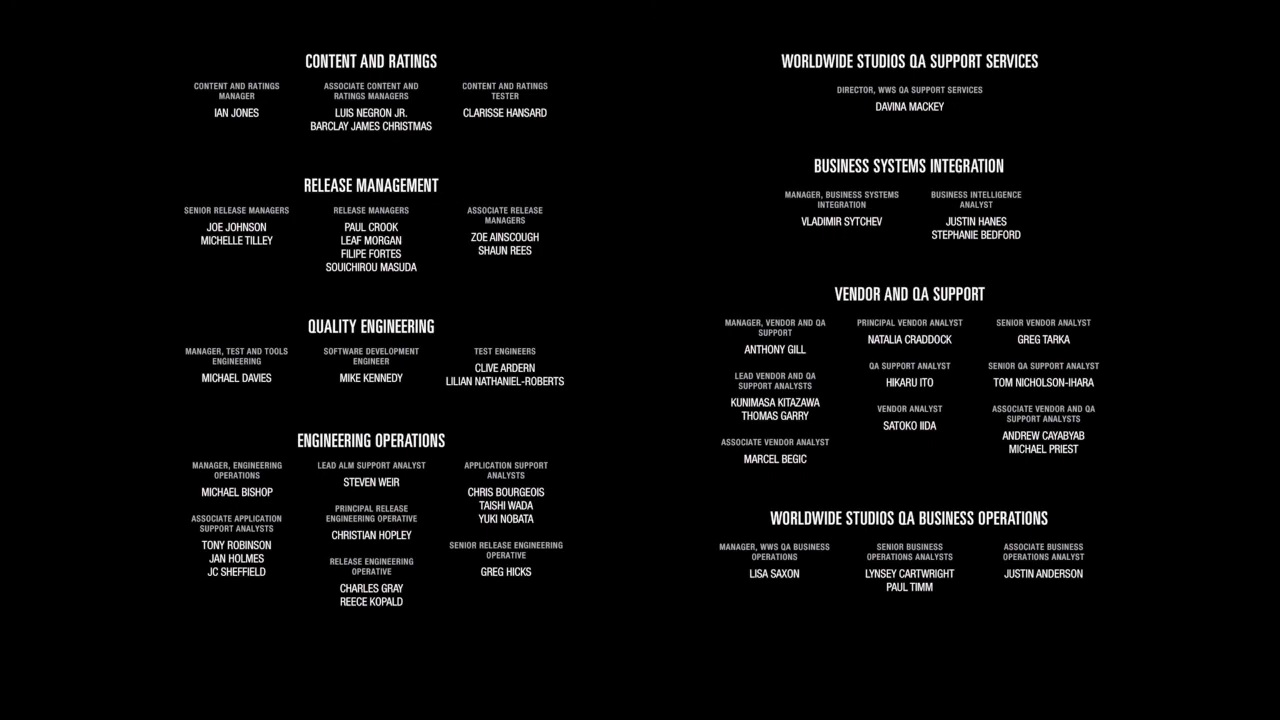 CONTENT AND RATINGS
CONTENT AND RATINGS
MANAGER
IAN JONES
ASSOCIATE CONTENT AND
RATINGS MANAGERS
LUIS NEGRON JR.
BARCLAY JAMES CHRISTMAS
CONTENT AND RATINGS
TESTER
CLARISSE HANSARD
RELEASE MANAGEMENT
SENIOR RELEASE MANAGERS
JOE JOHNSON
MICHELLE TILLEY
RELEASE MANAGERS
PAUL CROOK
LEAF MORGAN
FILIPE FORTES
SOUICHIROU MASUDA
ASSOCIATE RELEASE
MANAGERS
ZOE AINSCOUGH
SHAUN REES
QUALITY ENGINEERING
MANAGER, TEST AND TOOLS
ENGINEERING
MICHAEL DAVIES
SOFTWARE DEVELOPMENT
ENGINEER
MIKE KENNEDY
TEST ENGINEERS
CLIVE ARDERN
LILIAN NATHANIEL-ROBERTS
ENGINEERING OPERATIONS
MANAGER, ENGINEERING
OPERATIONS
MICHAEL BISHOP
ASSOCIATE APPLICATION
SUPPORT ANALYSTS
TONY ROBINSON
JAN HOLMES
JC SHEFFIELD
LEAD ALM SUPPORT ANALYST
STEVEN WEIR
PRINCIPAL RELEASE
ENGINEERING OPERATIVE
CHRISTIAN HOPLEY
RELEASE ENGINEERING
OPERATIVE
CHARLES GRAY
REECE KOPALD
APPLICATION SUPPORT
ANALYSTS
CHRIS BOURGEOIS
TAISHI WADA
YUKI NOBATA
SENIOR RELEASE ENGINEERING
OPERATIVE
GREG HICKS
WORLDWIDE STUDIOS QA SUPPORT SERVICES
DIRECTOR, WWS QA SUPPORT SERVICES
DAVINA MACKEY
BUSINESS SYSTEMS INTEGRATION
MANAGER, BUSINESS SYSTEMS
INTEGRATION
VLADIMIR SYTCHEV
BUSINESS INTELLIGENCE
ANALYST
JUSTIN HANES
STEPHANIE BEDFORD
VENDOR AND QA SUPPORT
MANAGER, VENDOR AND QA
SUPPORT
ANTHONY GILL
LEAD VENDOR AND QA
SUPPORT ANALYSTS
KUNIMASA KITAZAWA
THOMAS GARRY
ASSOCIATE VENDOR ANALYST
MARCEL BEGIC
PRINCIPAL VENDOR ANALYST
NATALIA CRADDOCK
QA SUPPORT ANALYST
HIKARU ITO
VENDOR ANALYST
SATOKO IIDA
SENIOR VENDOR ANALYST
GREG TARKA
SENIOR QA SUPPORT ANALYST
TOM NICHOLSON-IHARA
ASSOCIATE VENDOR AND QA
SUPPORT ANALYSTS
ANDREW CAYABYAB
MICHAEL PRIEST
WORLDWIDE STUDIOS QA BUSINESS OPERATIONS
MANAGER, WWS QA BUSINESS
OPERATIONS
LISA SAXON
SENIOR BUSINESS
OPERATIONS ANALYSTS
LYNSEY CARTWRIGHT
PAUL TIMM
ASSOCIATE BUSINESS
OPERATIONS ANALYST
JUSTIN ANDERSON